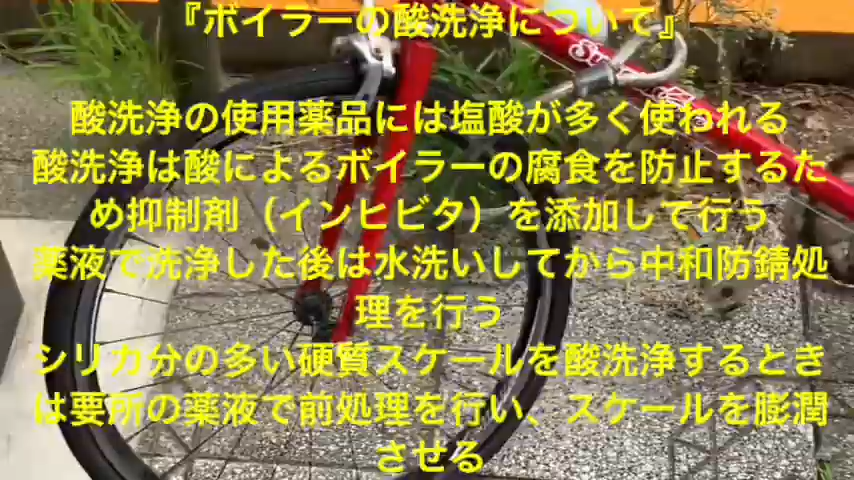 『ボイラーの酸洗浄について』
酸洗浄の使用薬品には塩酸が多く使われる
酸洗浄は酸によるボイラーの腐食を防止するた
め抑制剤（インヒビタ）を添加して行う
薬液で洗浄した後は水洗いしてから中和防錆処
理を行う
シリカ分の多い硬質スケールを酸洗浄するとき
は要所の薬液で前処理を行い、スケールを膨潤
させる